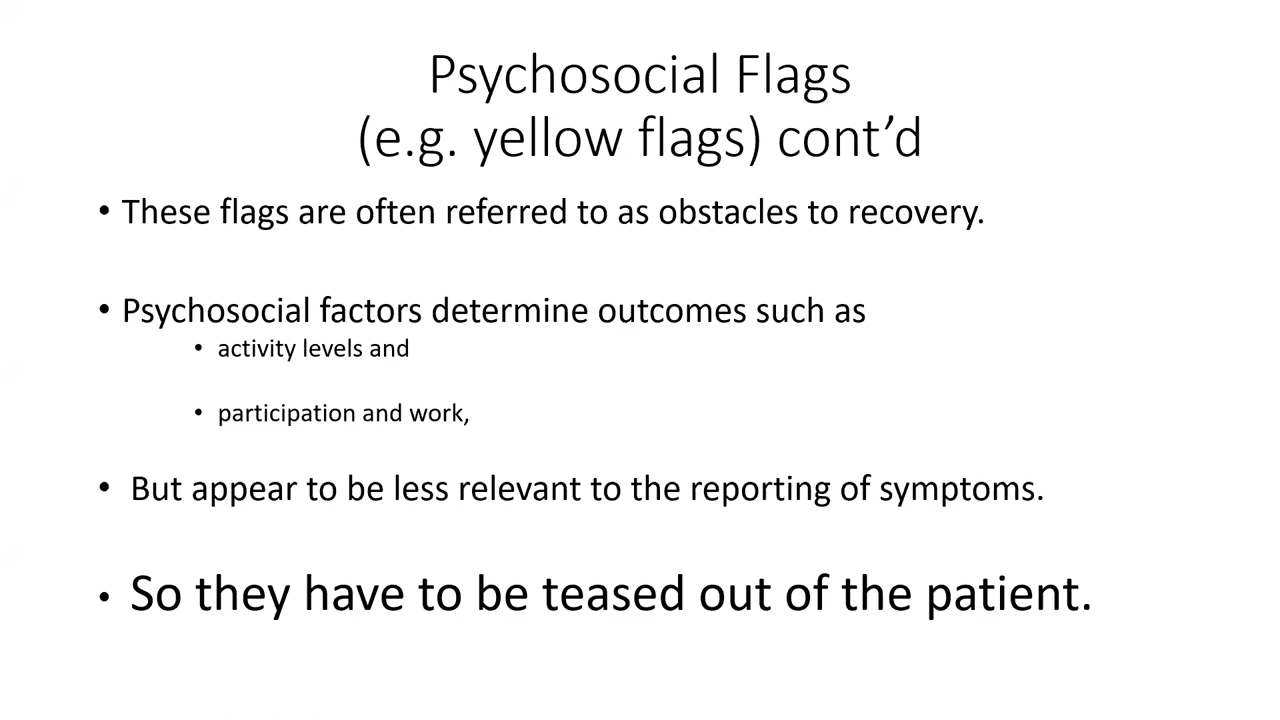 Psychosocial Flags
(e.g. yellow flags) cont’d
• These flags are often referred to as obstacles to recovery.
• Psychosocial factors determine outcomes such as
• activity levels and
• participation and work,
• But appear to be less relevant to the reporting of symptoms.
• So they have to be teased out of the patient.